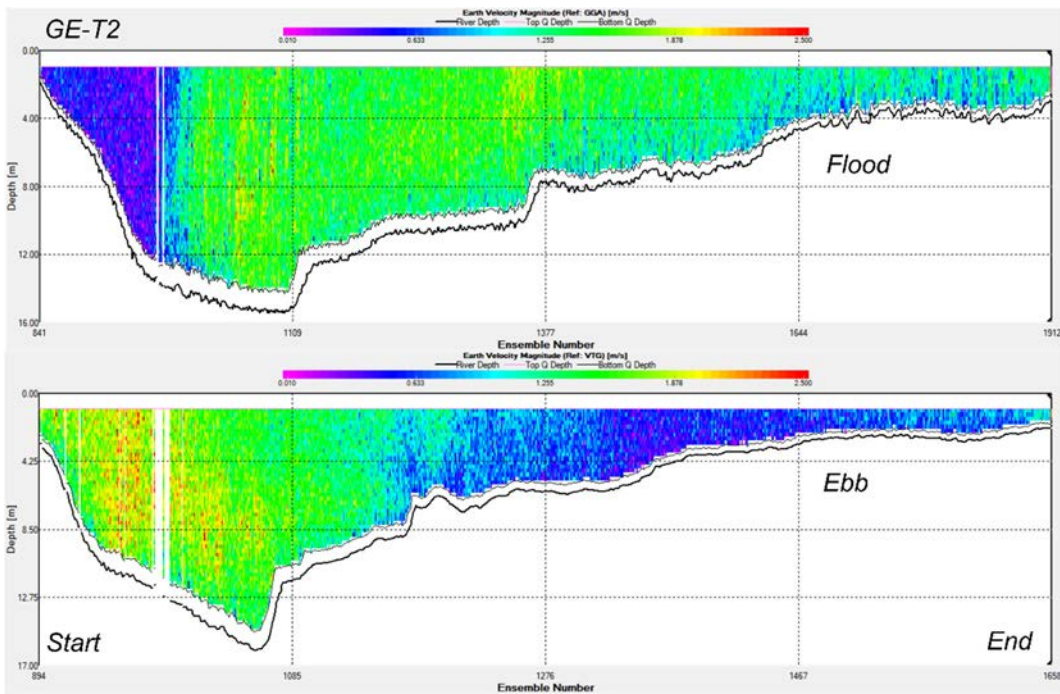 GE-T2
Earth Velocity Magnitude (Ref: GGA) [m/s]
River Depth Top Q Depth Bottom Q Depth
0.010 0.633 1.255 1.878 2.500
0.00
4.00
8.00
12.00
16.00
Depth [m]
Flood
841 1109 1377 1644 1912
Ensemble Number
Earth Velocity Magnitude (Ref: VTG) [m/s]
River Depth Top Q Depth Bottom Q Depth
0.010 0.633 1.255 1.878 2.500
0.00
4.25
8.50
12.75
17.00
Depth [m]
Ebb
Start End
894 1085 1276 1467
Ensemble Number